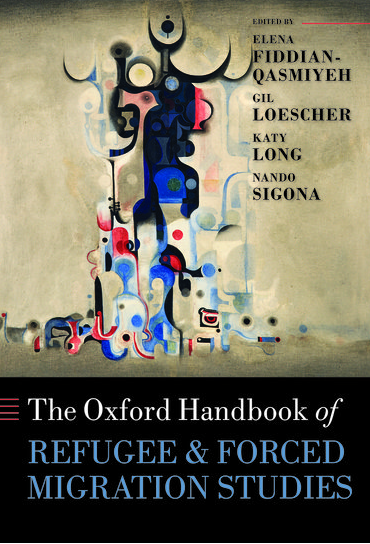 EDITED BY
ELENA
FIDDIAN-
QASMIYEH
GIL
LOESCHER
KATY
LONG
NANDO
SIGONA
The Oxford Handbook of
REFUGEE & FORCED
MIGRATION STUDIES